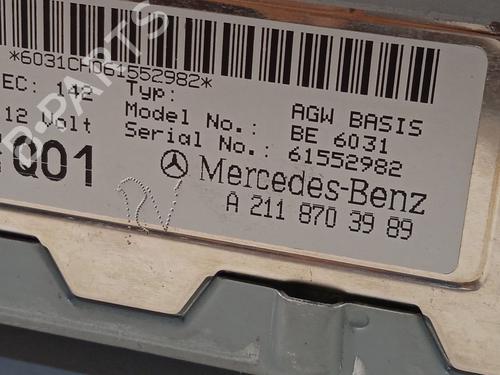 *6031CH061552982*
EC: 142 Typ: AGW BASIS
12 Volt Model No.: BE 6031
Serial No.: 61552982
Q01 Mercedes-Benz
A 211 870 39 89